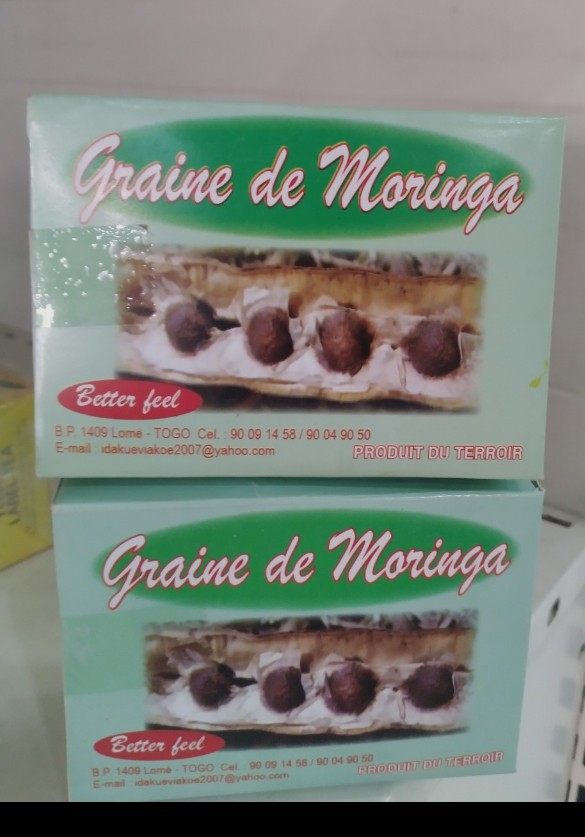 Graine de Moringa
Better feel
B.P. 1409 Lomé - TOGO Cel. : 90 09 14 58 / 90 04 90 50
E-mail : idakueviakoe2007@yahoo.com
PRODUIT DU TERROIR
Graine de Moringa
Better feel
B.P. 1409 Lomé - TOGO Cel. 90 09 14 58 / 90 04 90 50
E-mail : idakueviakoe2007@yahoo.com
PRODUIT DU TERROIR